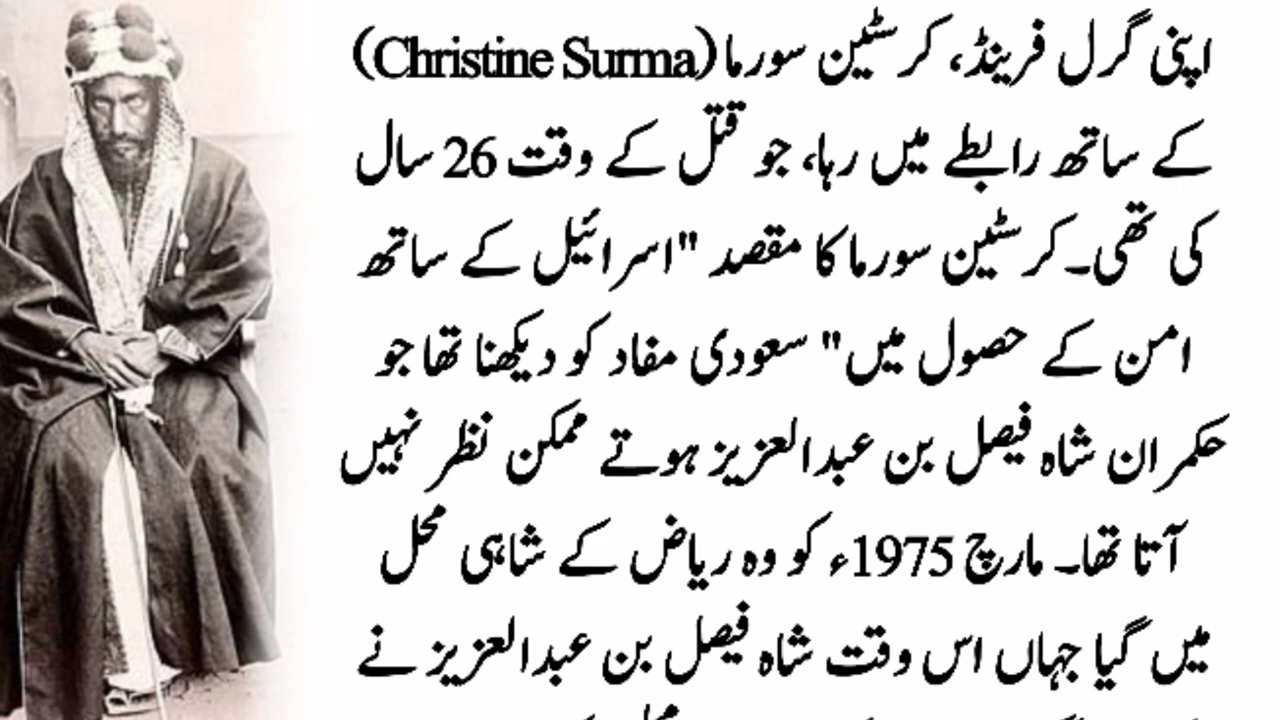 اپنی گرل فرینڈ، کرسٹین سورما (Christine Surma)
کے ساتھ رابطے میں رہا، جو قتل کے وقت 26 سال
کی تھی۔ کرسٹین سورما کا مقصد "اسرائیل کے ساتھ
امن کے حصول میں" سعودی مفاد کو دیکھنا تھا جو
حکمران شاہ فیصل بن عبدالعزیز ہوتے ممکن نظر نہیں
آتا تھا۔ مارچ 1975ء کو وہ ریاض کے شاہی محل
میں گیا جہاں اس وقت شاہ فیصل بن عبدالعزیز نے